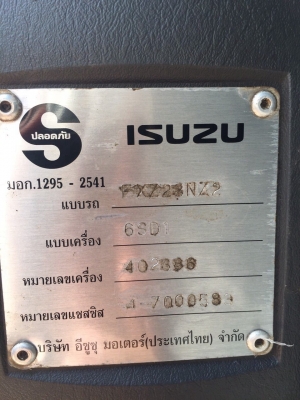 ปลอดภัย
S
ISUZU
มอก.1295 - 2541
แบบรถ FXZ23NZ2
แบบเครื่อง 6SD1
หมายเลขเครื่อง
หมายเลขแชสซิส
บริษัท อีซูซุ มอเตอร์(ประเทศไทย) จำกัด